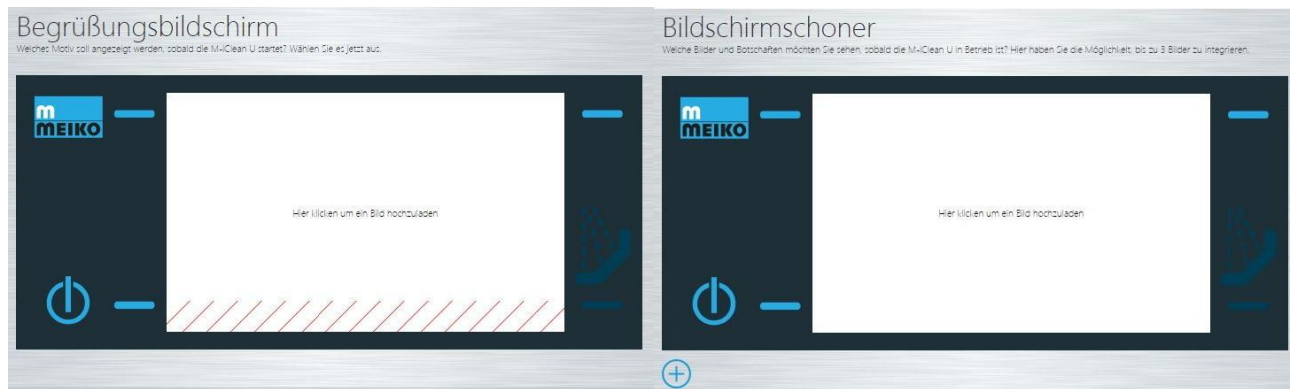 Begrüßungsbildschirm
Welches Motiv soll angezeigt werden, sobald die M-iClean U startet? Wählen Sie es jetzt aus.
m
MEIKO
Hier klicken um ein Bild hochzuladen
Bildschirmschoner
Welche Bilder und Botschaften möchten Sie sehen, sobald die M-iClean U in Betrieb ist? Hier haben Sie die Möglichkeit, bis zu 3 Bilder zu integrieren.
m
MEIKO
Hier klicken um ein Bild hochzuladen